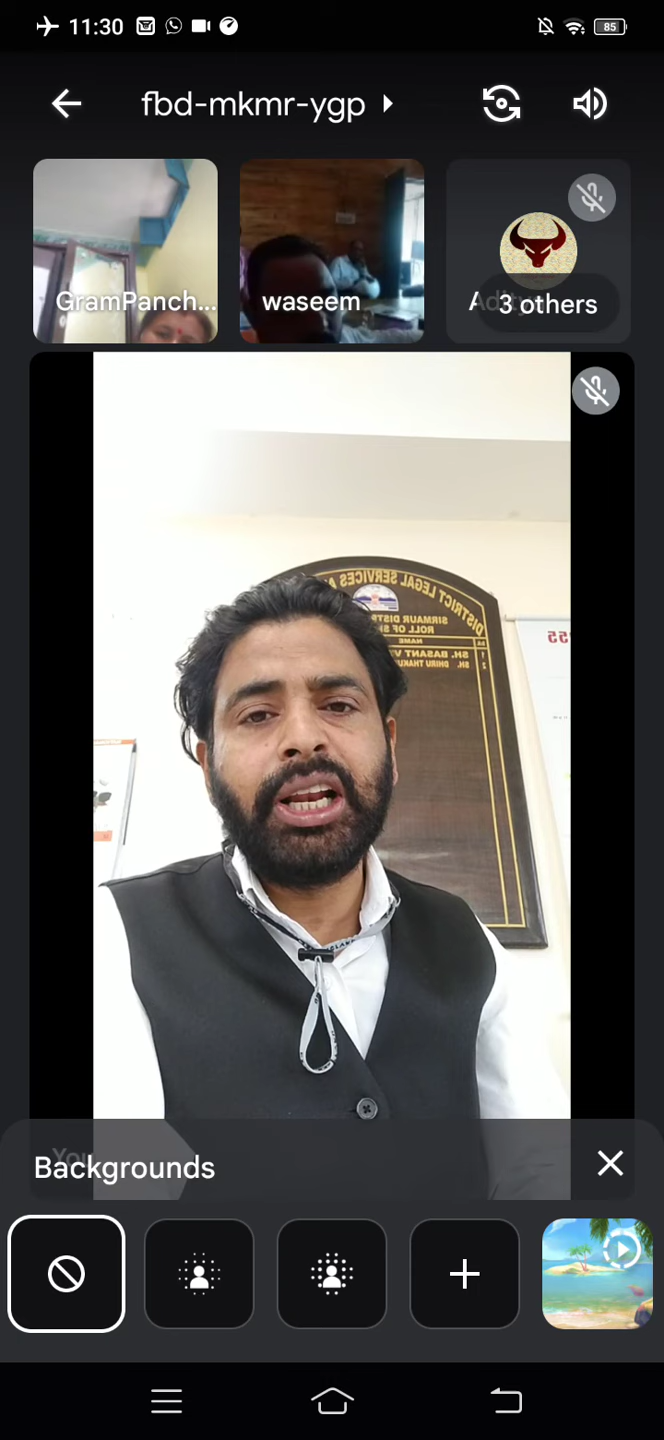 11:30
85
fbd-mkmr-ygp
GramPanch...
waseem
3 others
DISTRICT LEGAL SERVICES
SIRMAUR
ROLL OF
NAME
SH. BASANT
SH. DHIRU THAKU
You
Backgrounds